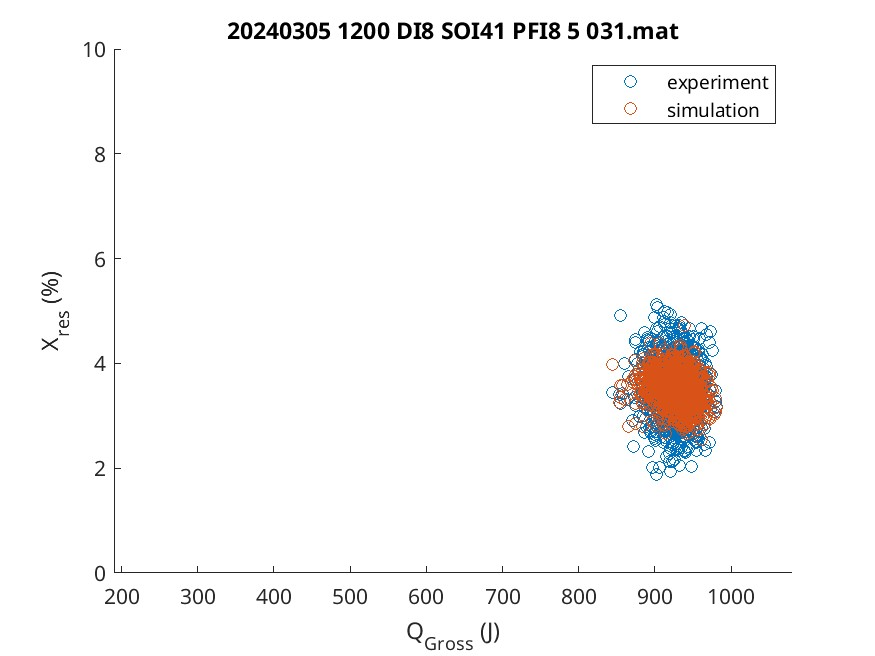 20240305 1200 DI8 SOI41 PFI8 5 031.mat
experiment
simulation
10
8
6
4
2
0
X_res (%)
200 300 400 500 600 700 800 900 1000
Q_Gross (J)